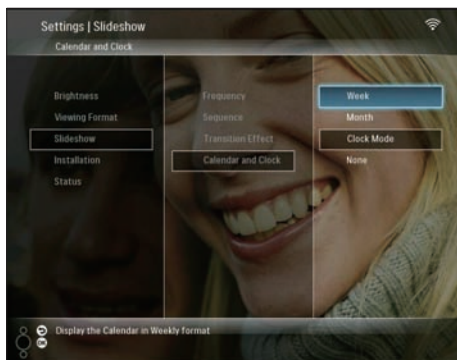 Settings | Slideshow
Calendar and Clock
Brightness
Viewing Format
Slideshow
Installation
Status
Frequency
Sequence
Transition Effect
Calendar and Clock
Week
Month
Clock Mode
None
Display the Calendar in Weekly format
OK